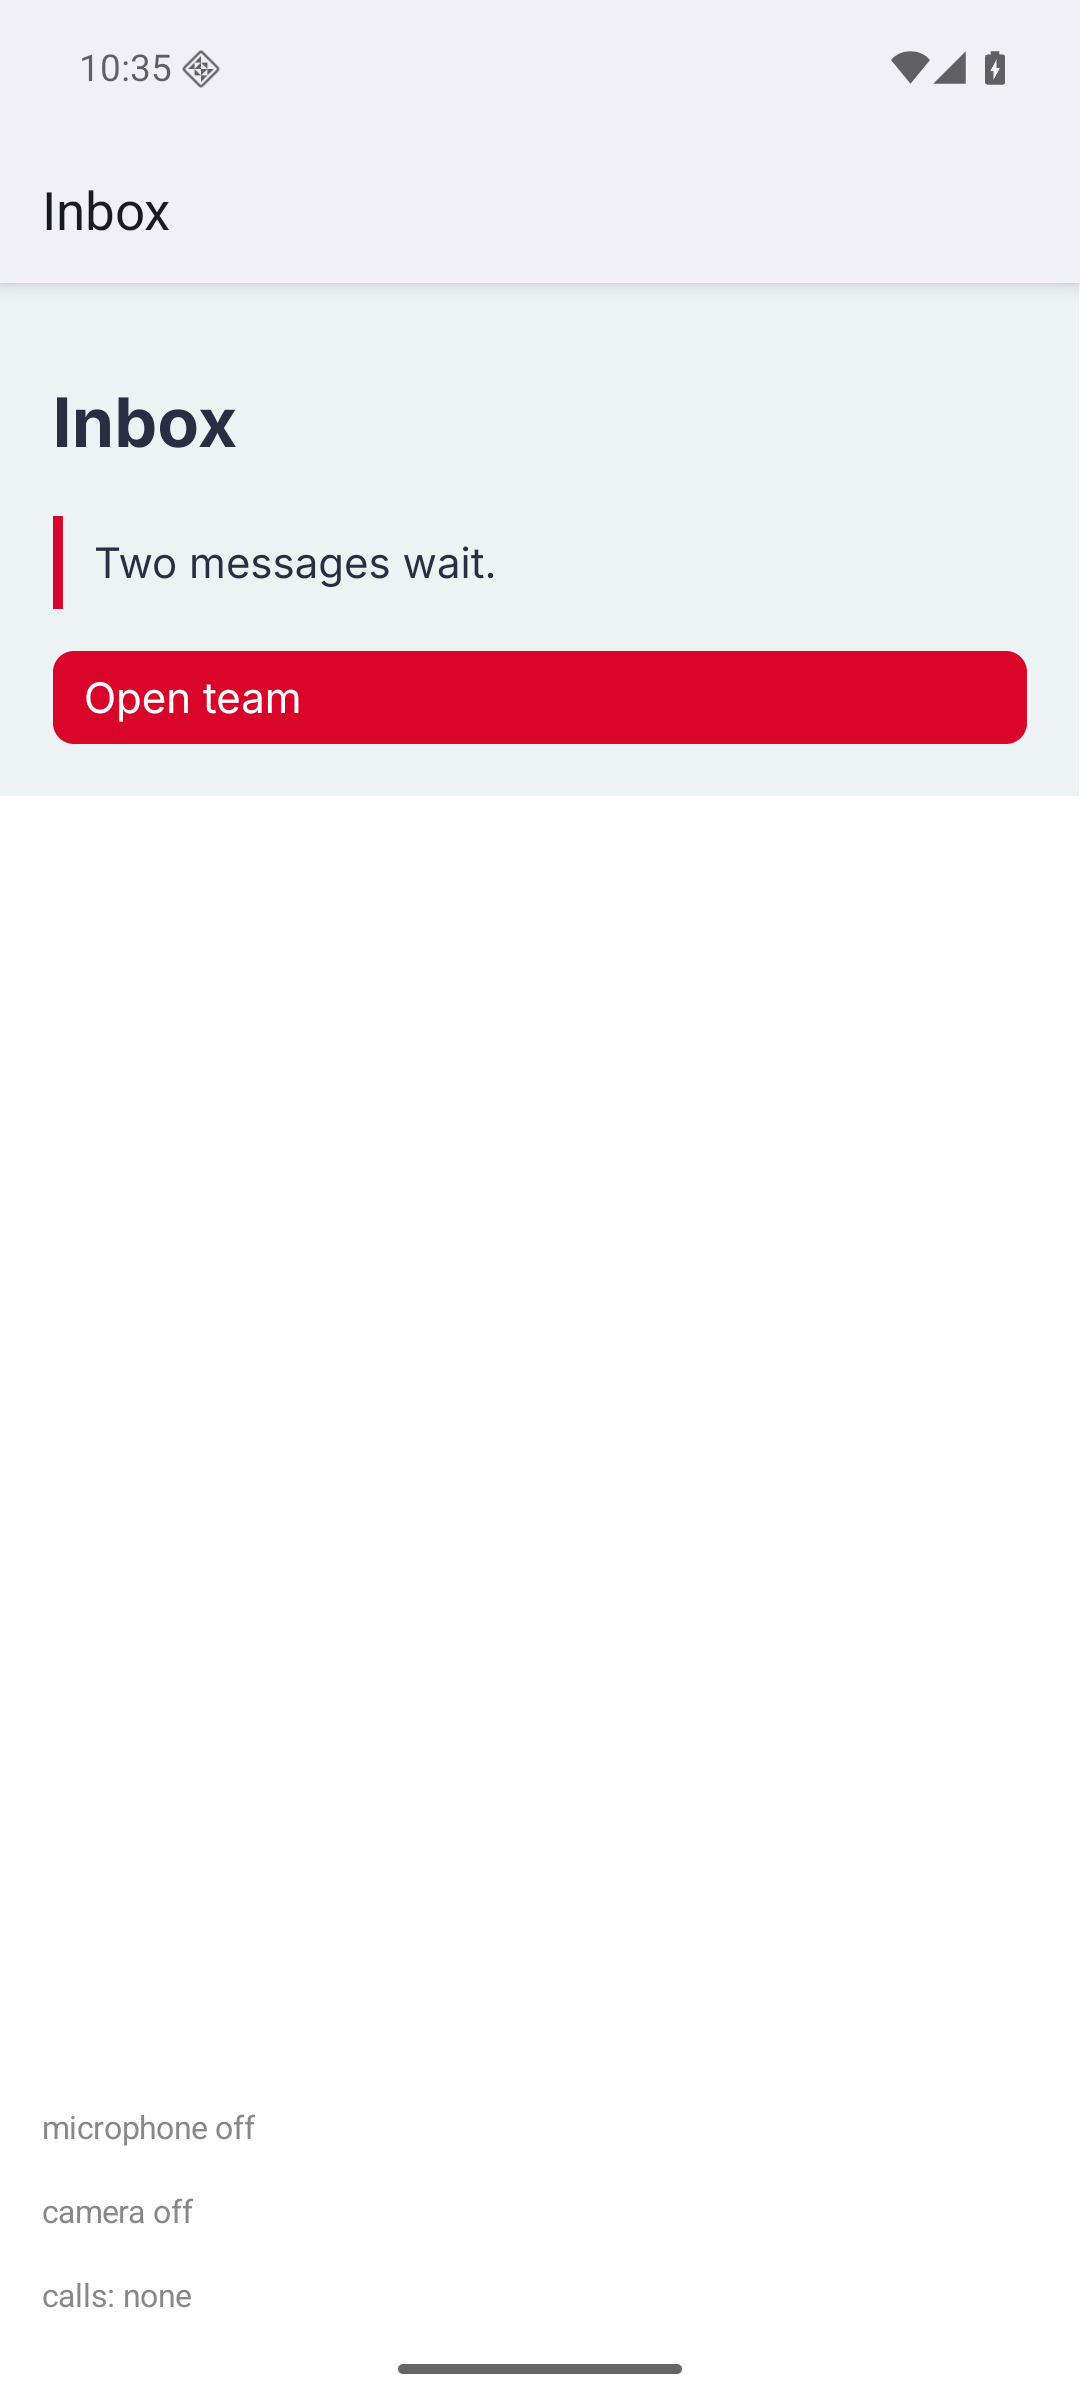 10:35
Inbox
Inbox
Two messages wait.
Open team
microphone off
camera off
calls: none